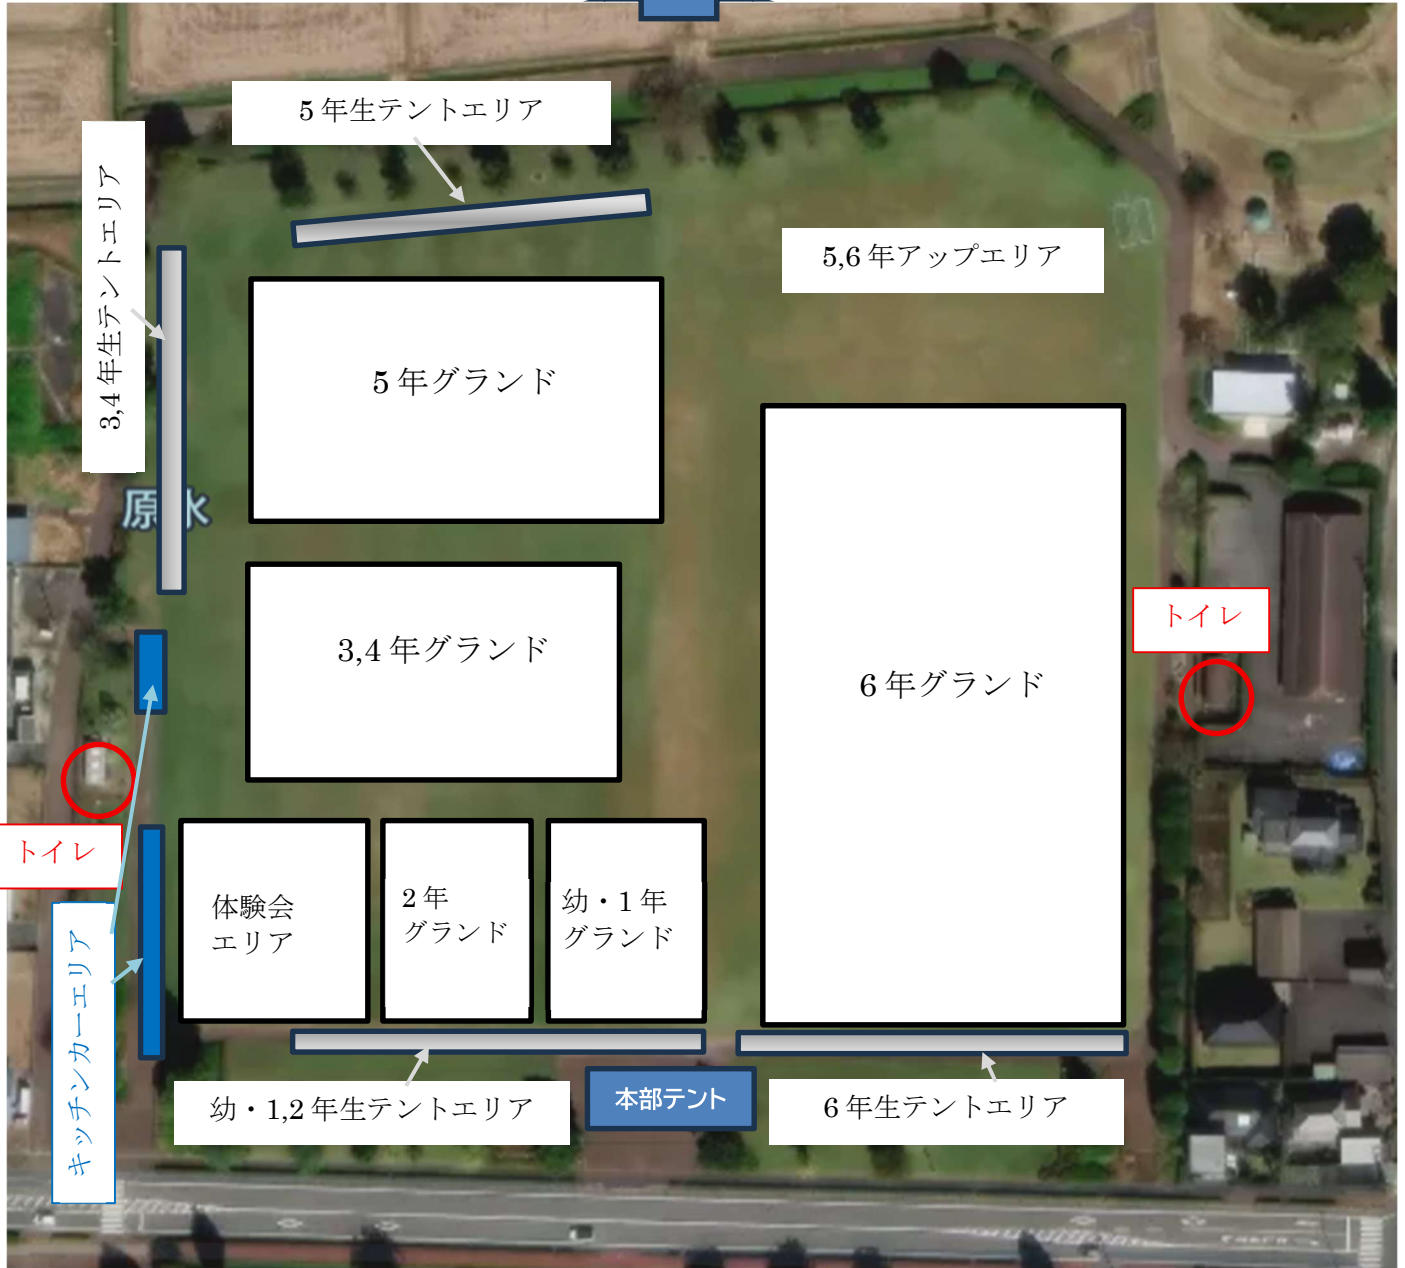 5年生テントエリア
3,4年生テントエリア
5,6年アップエリア
5年グランド
原水
3,4年グランド
6年グランド
トイレ
トイレ
体験会
エリア
2年
グランド
幼・1年
グランド
キッチンカーエリア
幼・1,2年生テントエリア
本部テント
6年生テントエリア